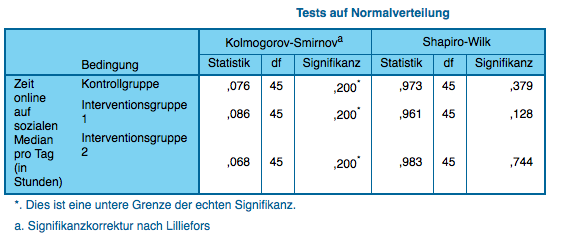 Tests auf Normalverteilung
Kolmogorov-Smirnovᵃ Shapiro-Wilk
Bedingung Statistik df Signifikanz Statistik df Signifikanz
Zeit Kontrollgruppe ,076 45 ,200* ,973 45 ,379
online
auf Interventionsgruppe ,086 45 ,200* ,961 45 ,128
sozialen 1
Median Interventionsgruppe ,068 45 ,200* ,983 45 ,744
pro Tag 2
(in
Stunden)
*. Dies ist eine untere Grenze der echten Signifikanz.
a. Signifikanzkorrektur nach Lilliefors